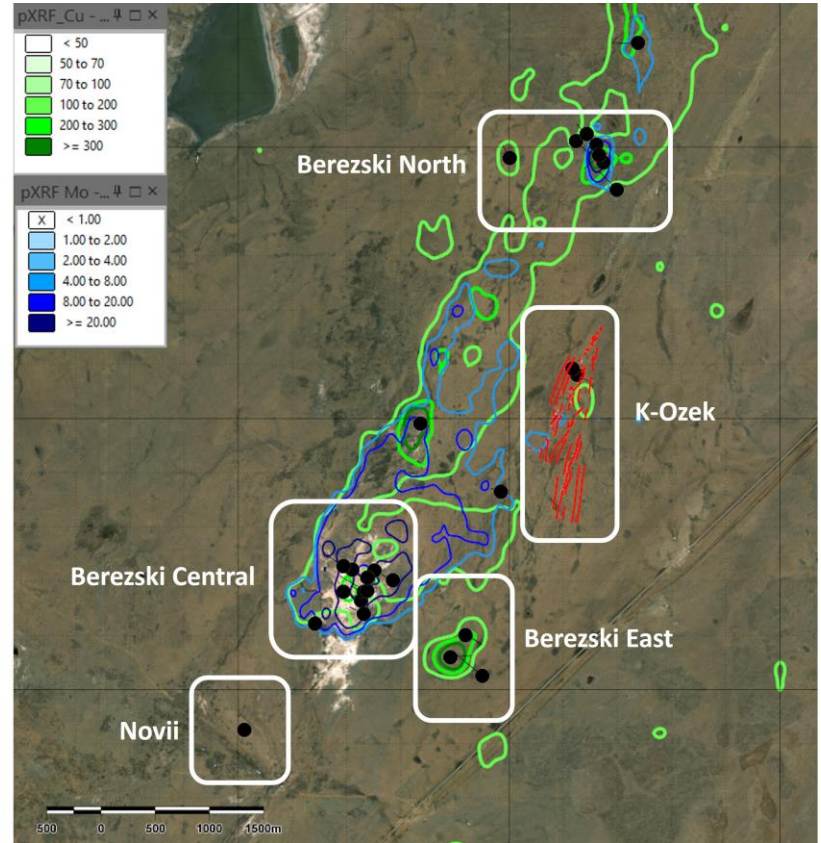 pXRF_Cu - ...
< 50
50 to 70
70 to 100
100 to 200
200 to 300
>= 300
pXRF Mo -...
X < 1.00
1.00 to 2.00
2.00 to 4.00
4.00 to 8.00
8.00 to 20.00
>= 20.00
Berezski North
K-Ozek
Berezski Central
Berezski East
Novii
500 0 500 1000 1500m